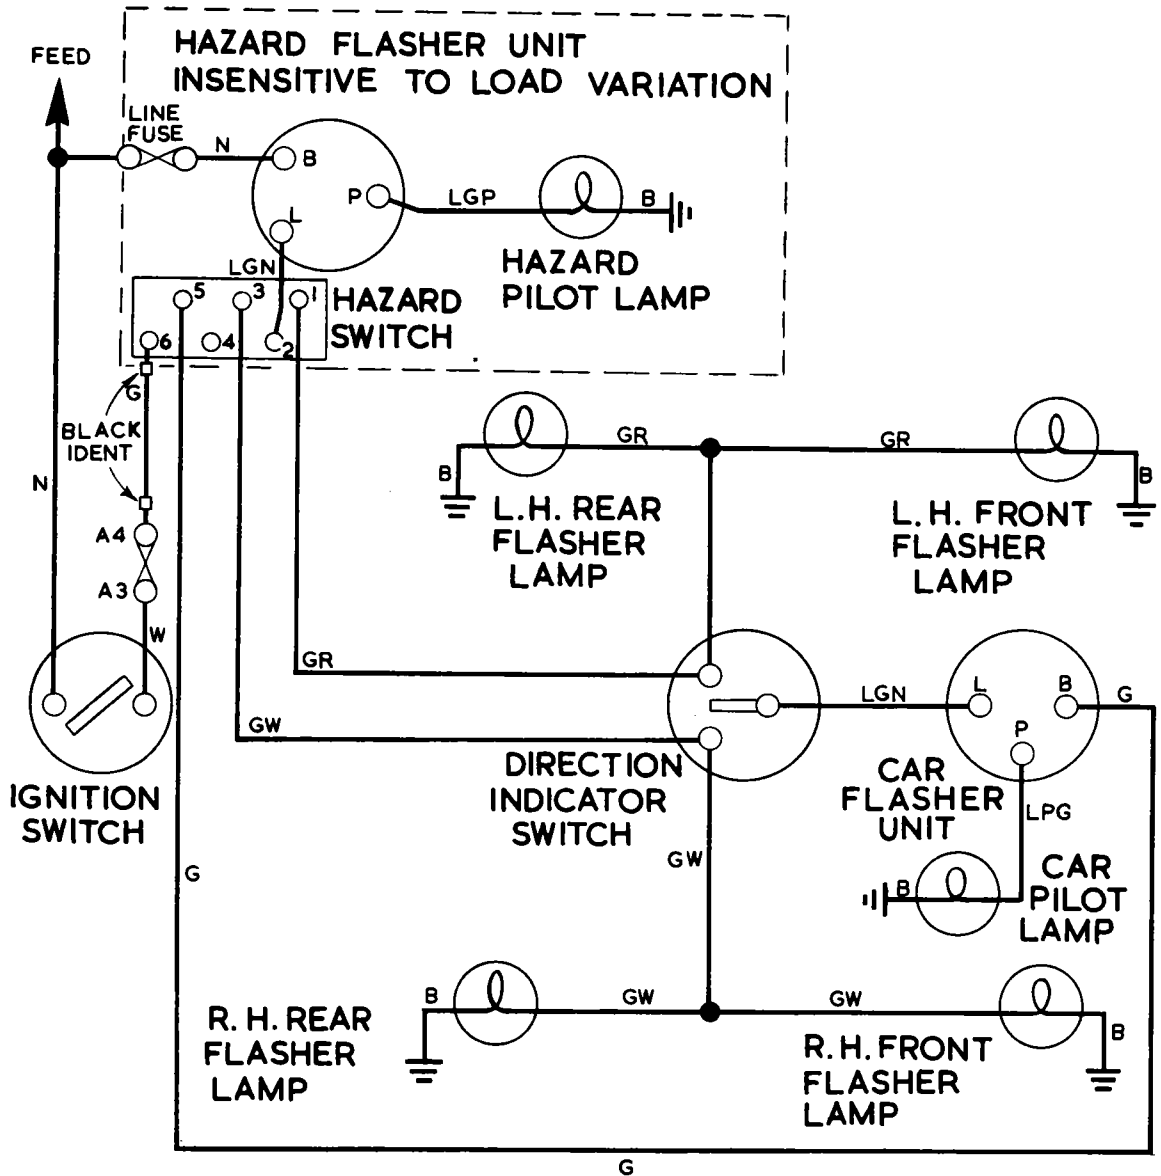 HAZARD FLASHER UNIT
INSENSITIVE TO LOAD VARIATION
FEED
LINE
FUSE
N
B
P
LGP
B
L
LGN
HAZARD
PILOT LAMP
5
3
1
HAZARD
SWITCH
6
4
2
G
BLACK
IDENT
GR
GR
B
B
N
L.H. REAR
FLASHER
LAMP
L.H. FRONT
FLASHER
LAMP
A4
A3
W
GR
LGN
L
B
G
GW
P
IGNITION
SWITCH
DIRECTION
INDICATOR
SWITCH
CAR
FLASHER
UNIT
LPG
GW
G
B
CAR
PILOT
LAMP
B
GW
GW
B
R.H. REAR
FLASHER
LAMP
R.H. FRONT
FLASHER
LAMP
G